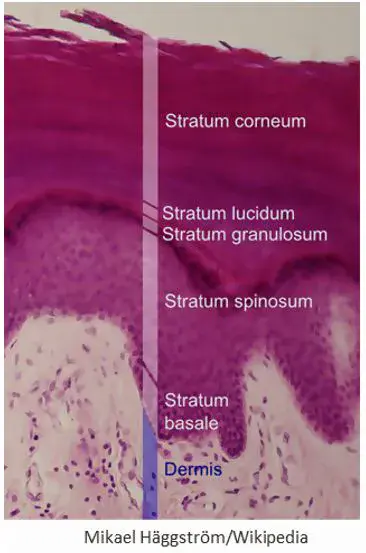 Stratum corneum
Stratum lucidum
Stratum granulosum
Stratum spinosum
Stratum
basale
Dermis
Mikael Häggström/Wikipedia